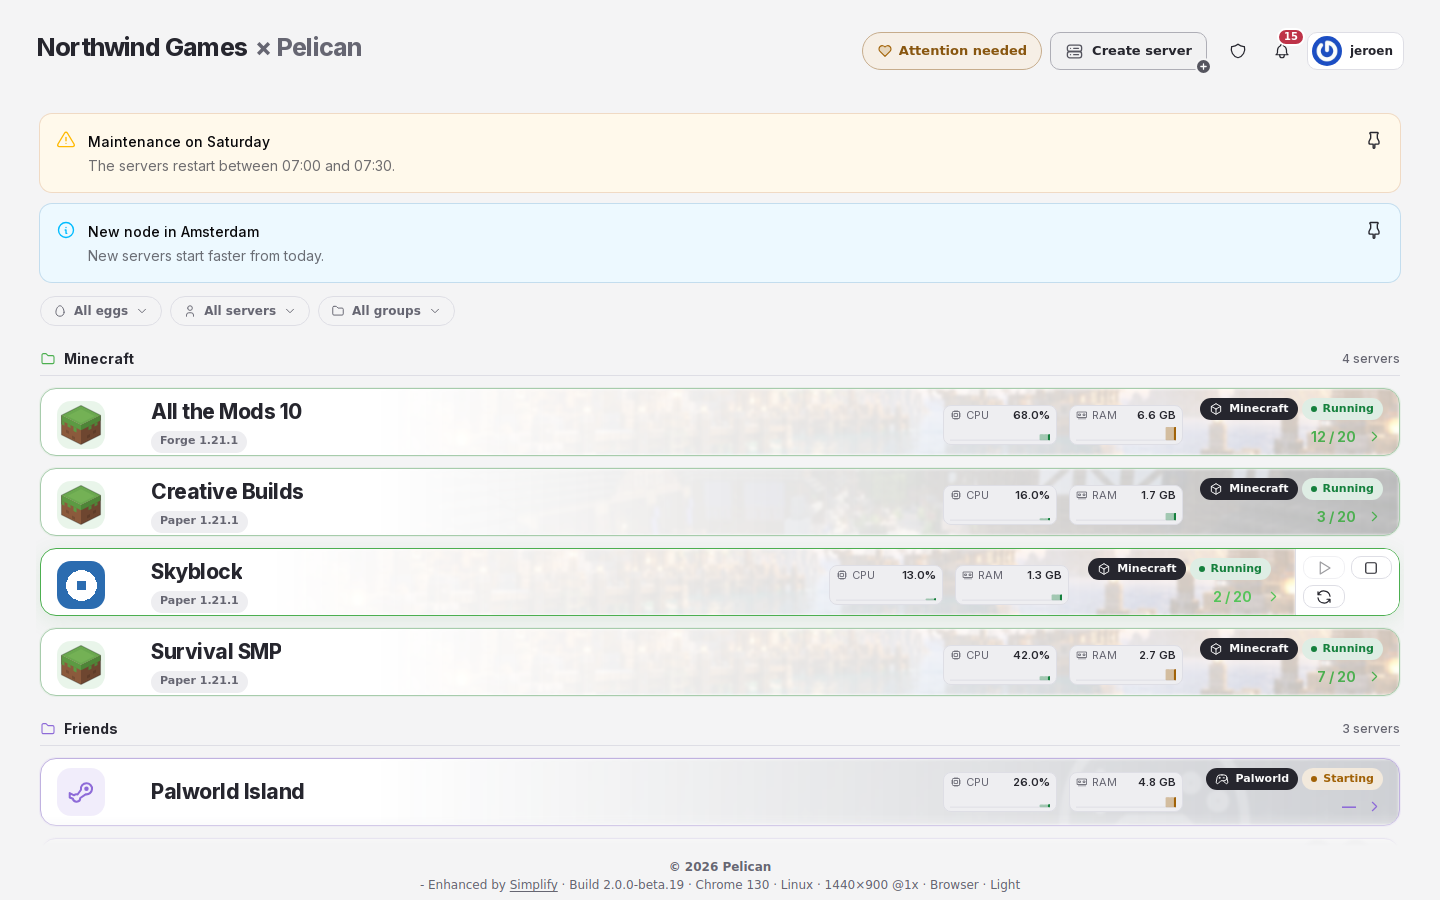 Northwind Games × Pelican
Attention needed
Create server
15
jeroen
Maintenance on Saturday
The servers restart between 07:00 and 07:30.
New node in Amsterdam
New servers start faster from today.
All eggs
All servers
All groups
Minecraft
4 servers
All the Mods 10
Forge 1.21.1
CPU 68.0%
RAM 6.6 GB
Minecraft
Running
12 / 20
Creative Builds
Paper 1.21.1
CPU 16.0%
RAM 1.7 GB
Minecraft
Running
3 / 20
Skyblock
Paper 1.21.1
CPU 13.0%
RAM 1.3 GB
Minecraft
Running
2 / 20
Survival SMP
Paper 1.21.1
CPU 42.0%
RAM 2.7 GB
Minecraft
Running
7 / 20
Friends
3 servers
Palworld Island
CPU 26.0%
RAM 4.8 GB
Palworld
Starting
—
© 2026 Pelican
- Enhanced by Simplify · Build 2.0.0-beta.19 · Chrome 130 · Linux · 1440×900 @1x · Browser · Light